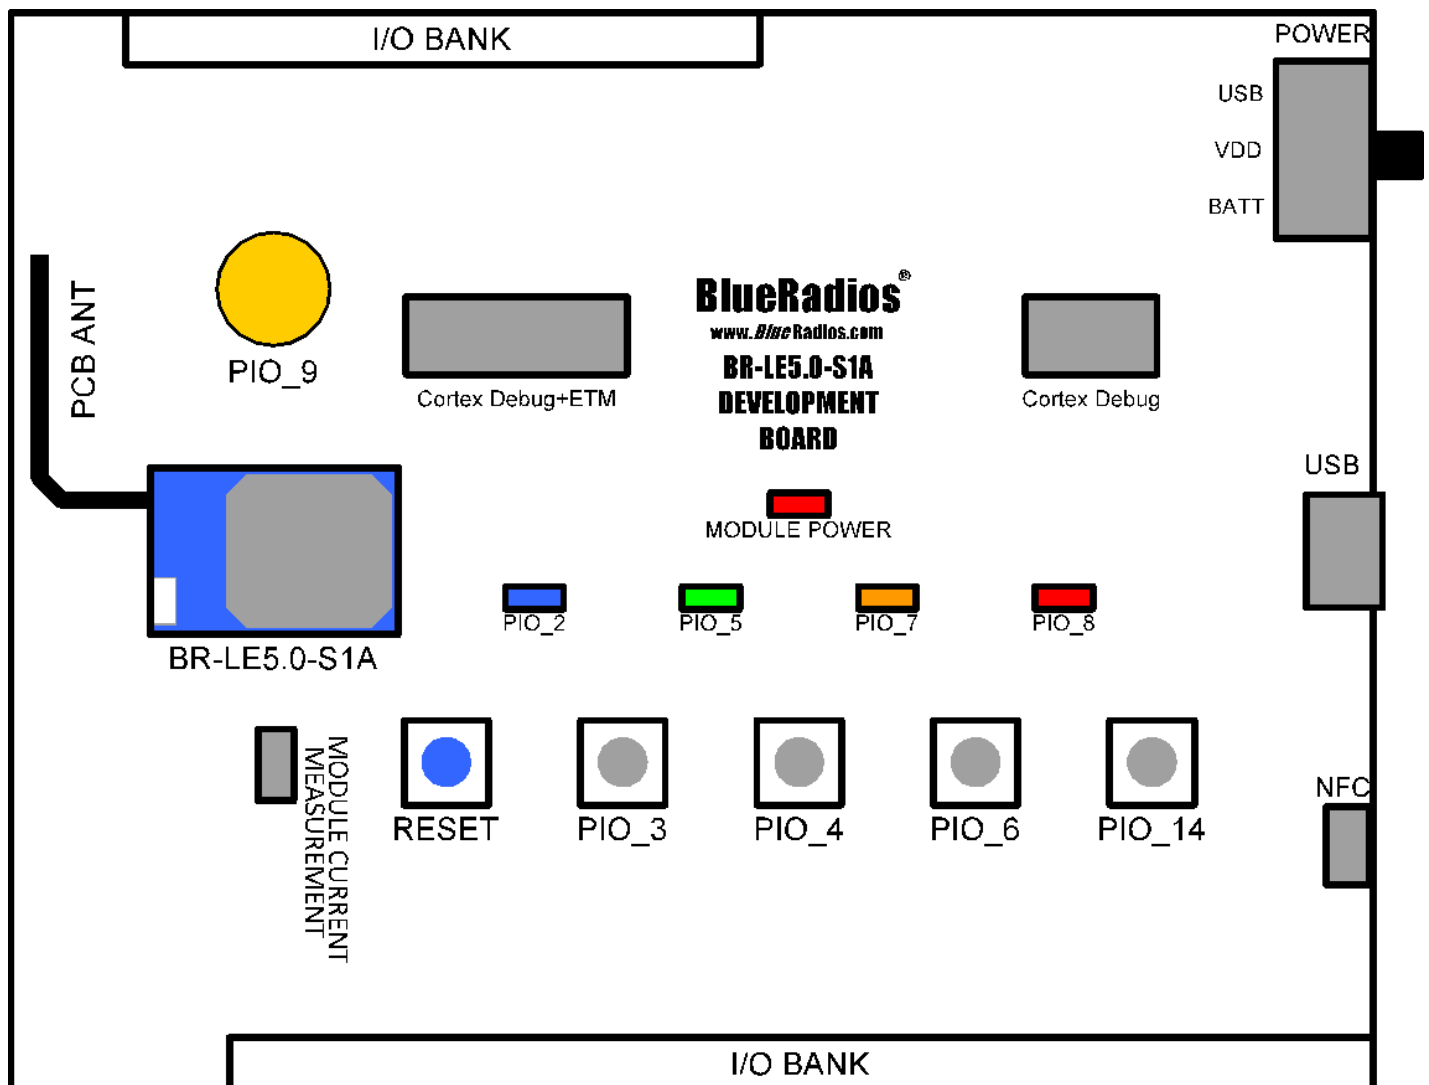 I/O BANK
POWER
USB
VDD
BATT
PCB ANT
PIO_9
Cortex Debug+ETM
BlueRadios®
www.BlueRadios.com
BR-LE5.0-S1A
DEVELOPMENT
BOARD
Cortex Debug
USB
MODULE POWER
PIO_2
PIO_5
PIO_7
PIO_8
BR-LE5.0-S1A
MODULE CURRENT
MEASUREMENT
RESET
PIO_3
PIO_4
PIO_6
PIO_14
NFC
I/O BANK